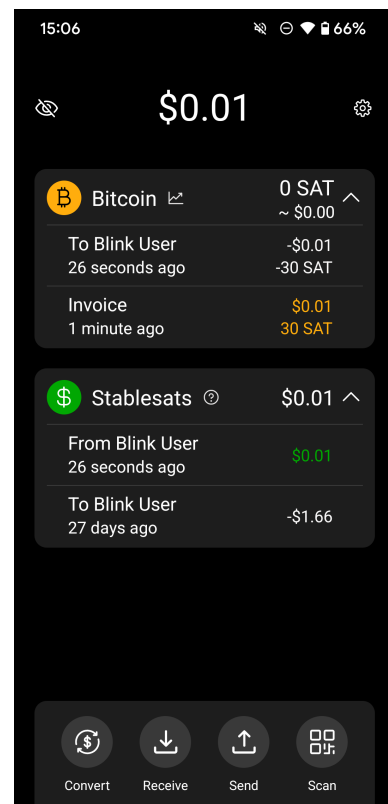 15:06
66%
$0.01
Bitcoin
0 SAT
~ $0.00
To Blink User
-$0.01
26 seconds ago
-30 SAT
Invoice
$0.01
1 minute ago
30 SAT
Stablesats
$0.01
From Blink User
26 seconds ago
$0.01
To Blink User
27 days ago
-$1.66
Convert
Receive
Send
Scan